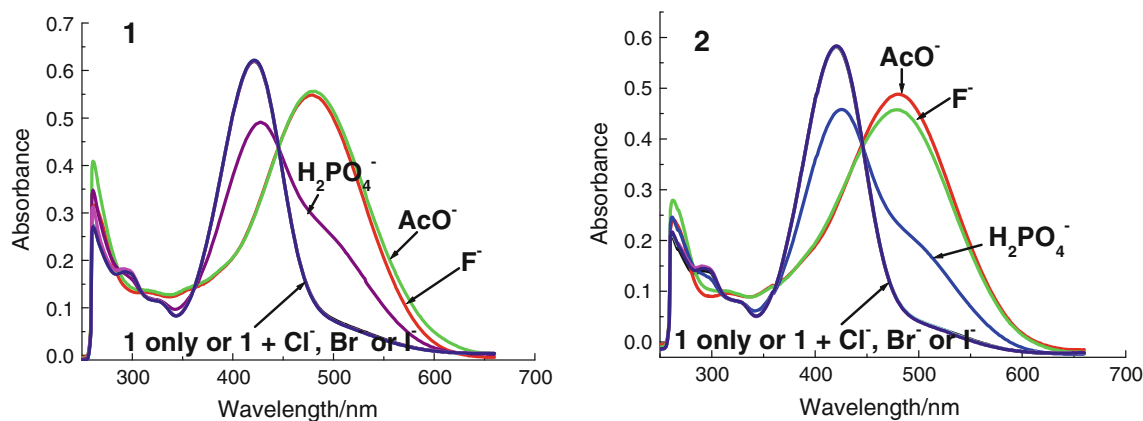 1
0.7
0.6
0.5
0.4
0.3
0.2
0.1
0.0
Absorbance
H₂PO₄⁻
AcO⁻
F⁻
1 only or 1 + Cl⁻, Br⁻ or I⁻
300 400 500 600 700
Wavelength/nm
2
0.6
0.5
0.4
0.3
0.2
0.1
0.0
Absorbance
AcO⁻
F⁻
H₂PO₄⁻
1 only or 1 + Cl⁻, Br⁻ or I⁻
300 400 500 600 700
Wavelength/nm